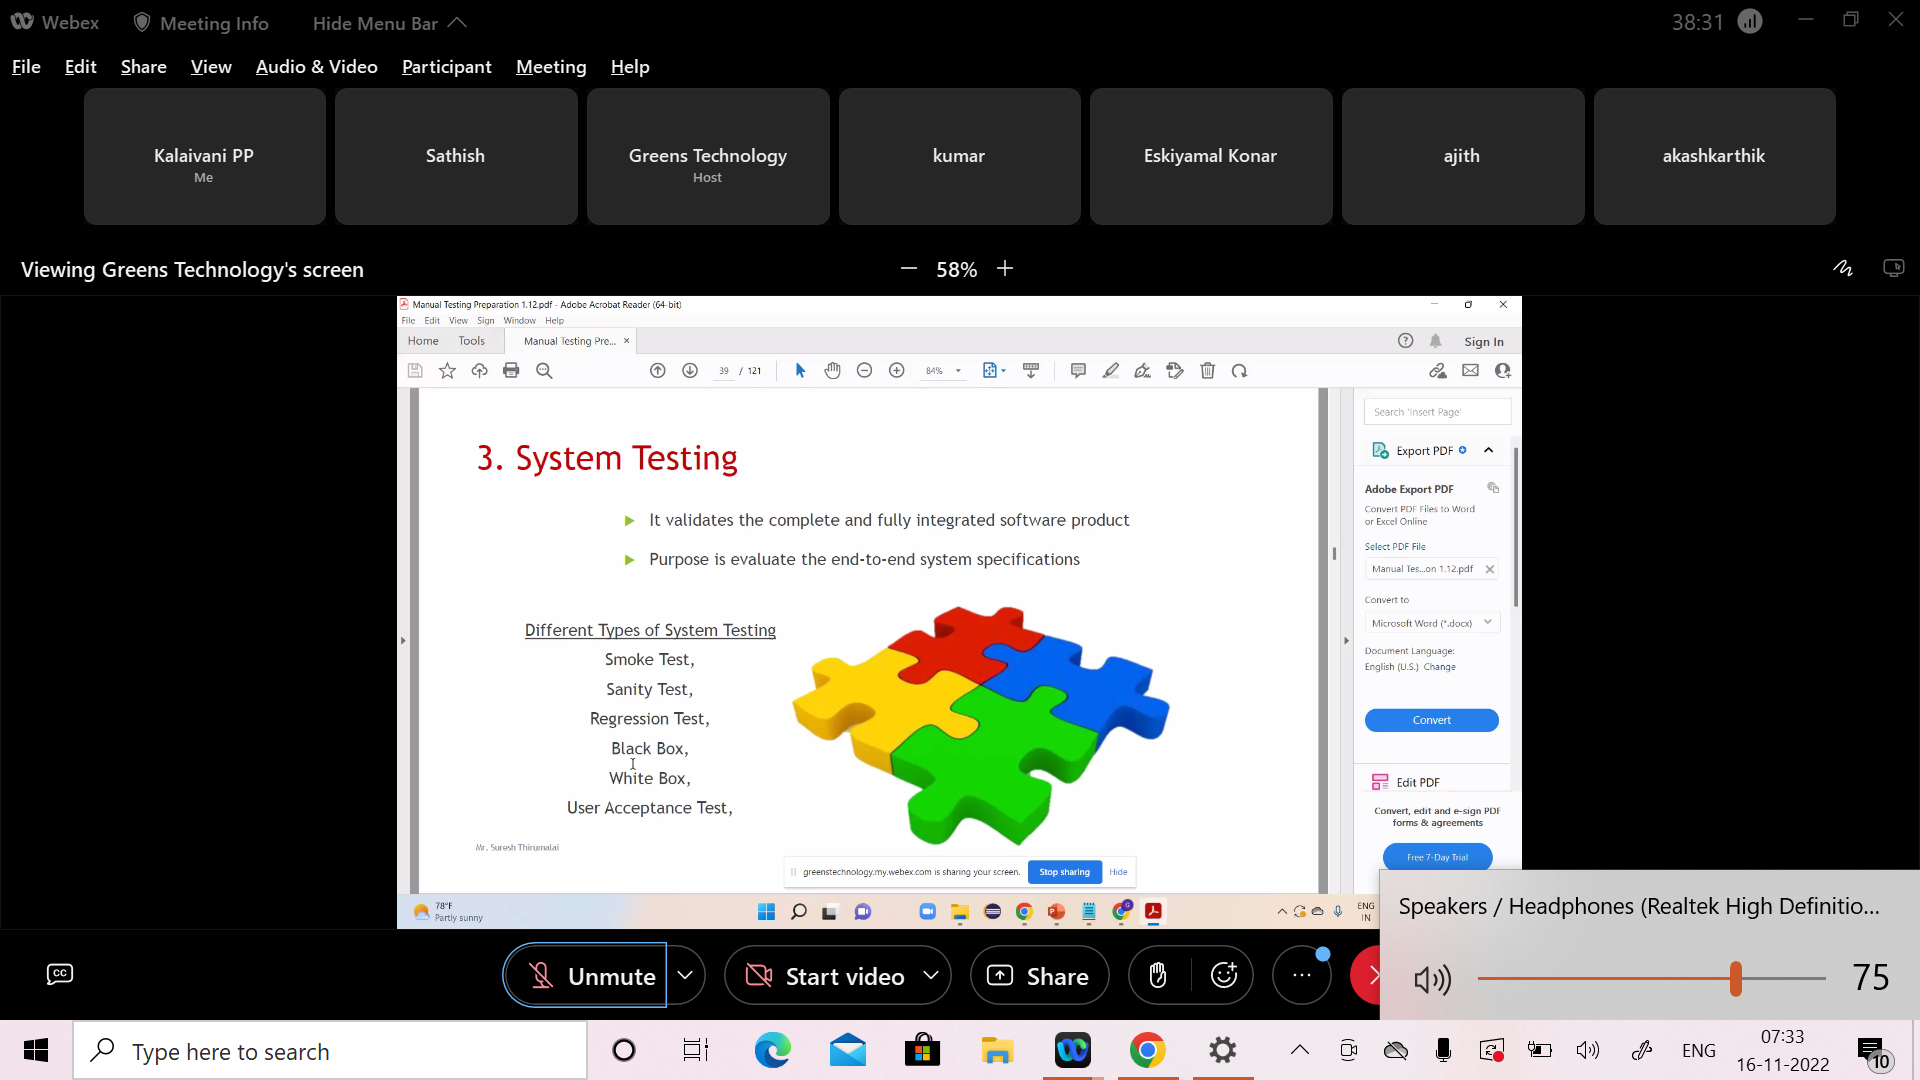 Webex
Meeting Info
Hide Menu Bar
38:31
File Edit Share View Audio & Video Participant Meeting Help
Kalaivani PP
Me
Sathish
Greens Technology
Host
kumar
Eskiyamal Konar
ajith
akashkarthik
Viewing Greens Technology's screen
58%
Manual Testing Preparation 1.12.pdf - Adobe Acrobat Reader (64-bit)
File Edit View Sign Window Help
Home Tools Manual Testing Pre... ×
Sign In
39 / 121
84%
3. System Testing
It validates the complete and fully integrated software product
Purpose is evaluate the end-to-end system specifications
Different Types of System Testing
Smoke Test,
Sanity Test,
Regression Test,
Black Box,
White Box,
User Acceptance Test,
Mr. Suresh Thirumalai
Search 'Insert Page'
Export PDF
Adobe Export PDF
Convert PDF Files to Word
or Excel Online
Select PDF File
Manual Tes...on 1.12.pdf
Convert to
Microsoft Word (*.docx)
Document Language:
English (U.S.) Change
Convert
Edit PDF
Convert, edit and e-sign PDF
forms & agreements
Free 7-Day Trial
greenstechnology.my.webex.com is sharing your screen.
Stop sharing
Hide
78°F
Partly sunny
ENG
IN
Speakers / Headphones (Realtek High Definitio...
75
CC
Unmute
Start video
Share
Type here to search
ENG
07:33
16-11-2022
10